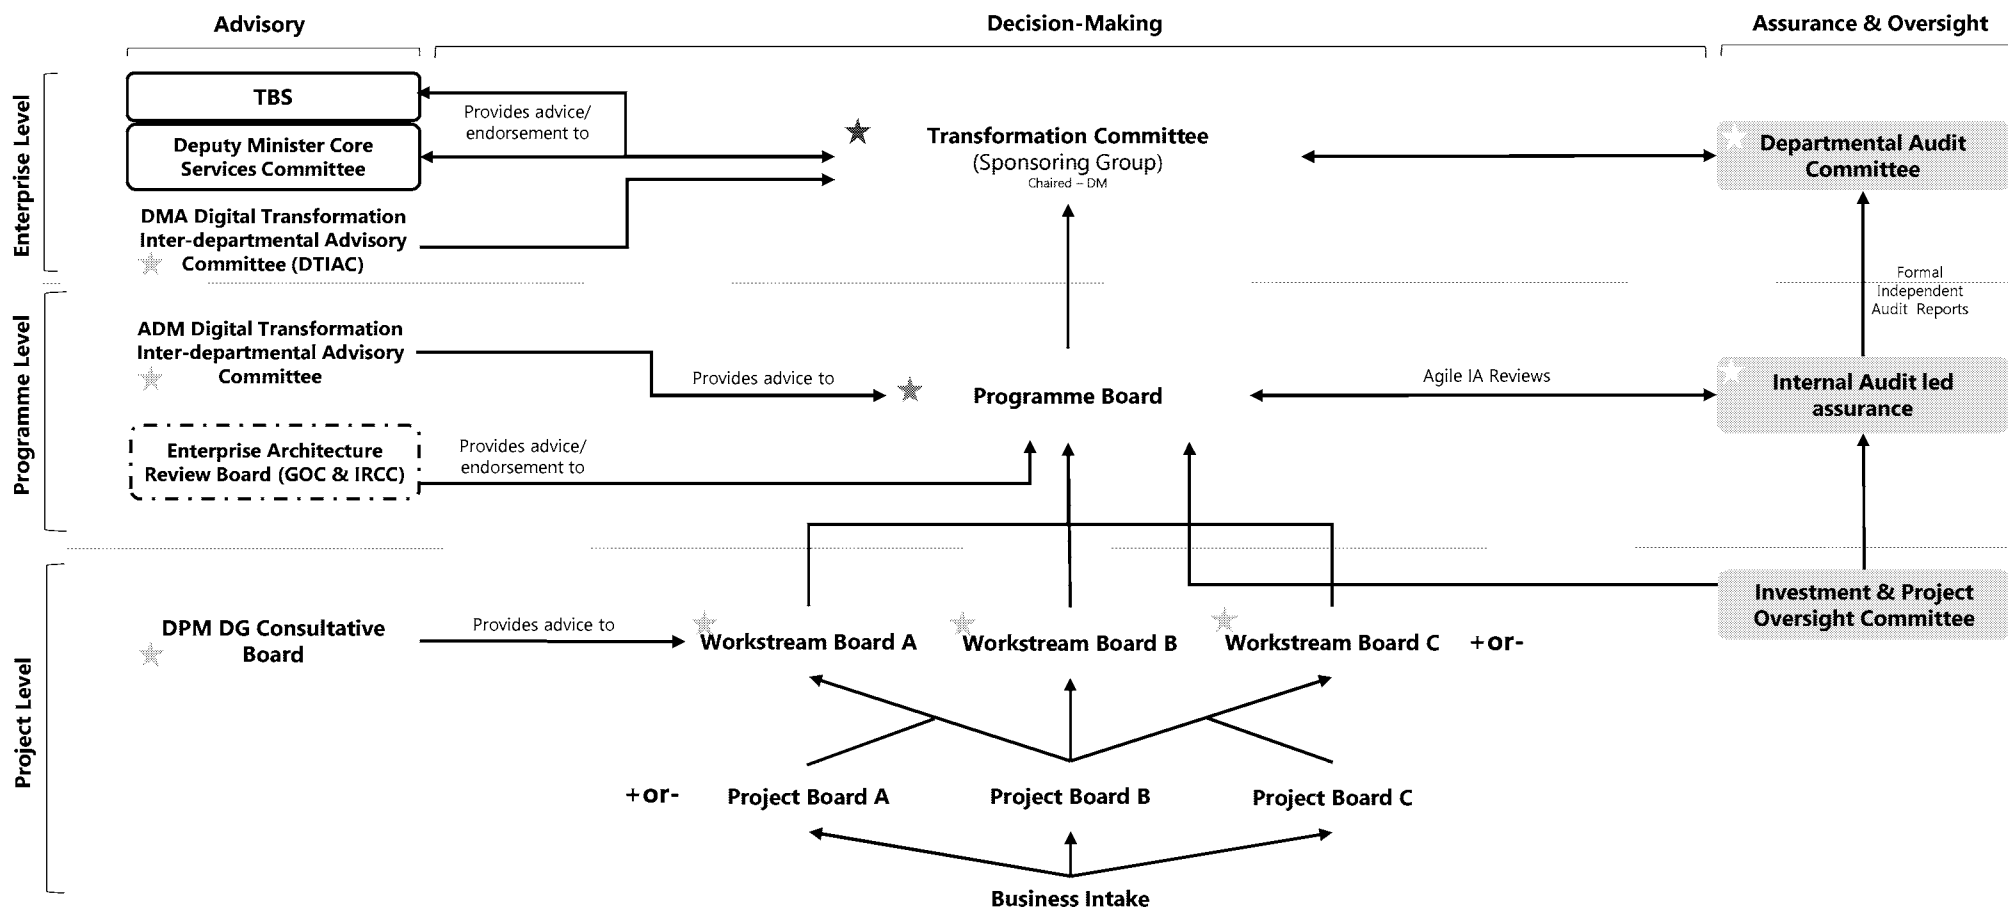 Advisory
Decision-Making
Assurance & Oversight
Enterprise Level
TBS
Deputy Minister Core
Services Committee
Provides advice/
endorsement to
Transformation Committee
(Sponsoring Group)
Chaired – DM
Departmental Audit
Committee
DMA Digital Transformation
Inter-departmental Advisory
Committee (DTIAC)
Formal
Independent
Audit Reports
Programme Level
ADM Digital Transformation
Inter-departmental Advisory
Committee
Provides advice to
Programme Board
Agile IA Reviews
Internal Audit led
assurance
Enterprise Architecture
Review Board (GOC & IRCC)
Provides advice/
endorsement to
Project Level
DPM DG Consultative
Board
Provides advice to
Workstream Board A
Workstream Board B
Workstream Board C
+or-
Investment & Project
Oversight Committee
+or-
Project Board A
Project Board B
Project Board C
Business Intake